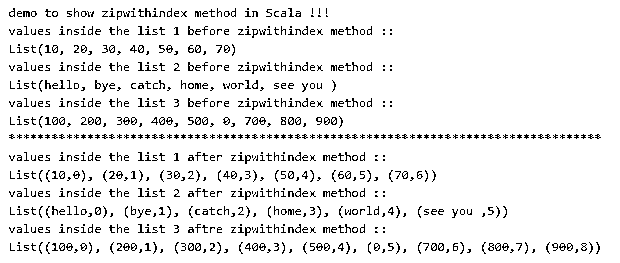 demo to show zipwithindex method in Scala !!!
values inside the list 1 before zipwithindex method ::
List(10, 20, 30, 40, 50, 60, 70)
values inside the list 2 before zipwithindex method ::
List(hello, bye, catch, home, world, see you )
values inside the list 3 before zipwithindex method ::
List(100, 200, 300, 400, 500, 0, 700, 800, 900)
***********************************************************************************
values inside the list 1 after zipwithindex method ::
List((10,0), (20,1), (30,2), (40,3), (50,4), (60,5), (70,6))
values inside the list 2 after zipwithindex method ::
List((hello,0), (bye,1), (catch,2), (home,3), (world,4), (see you ,5))
values inside the list 3 aftre zipwithindex method ::
List((100,0), (200,1), (300,2), (400,3), (500,4), (0,5), (700,6), (800,7), (900,8))